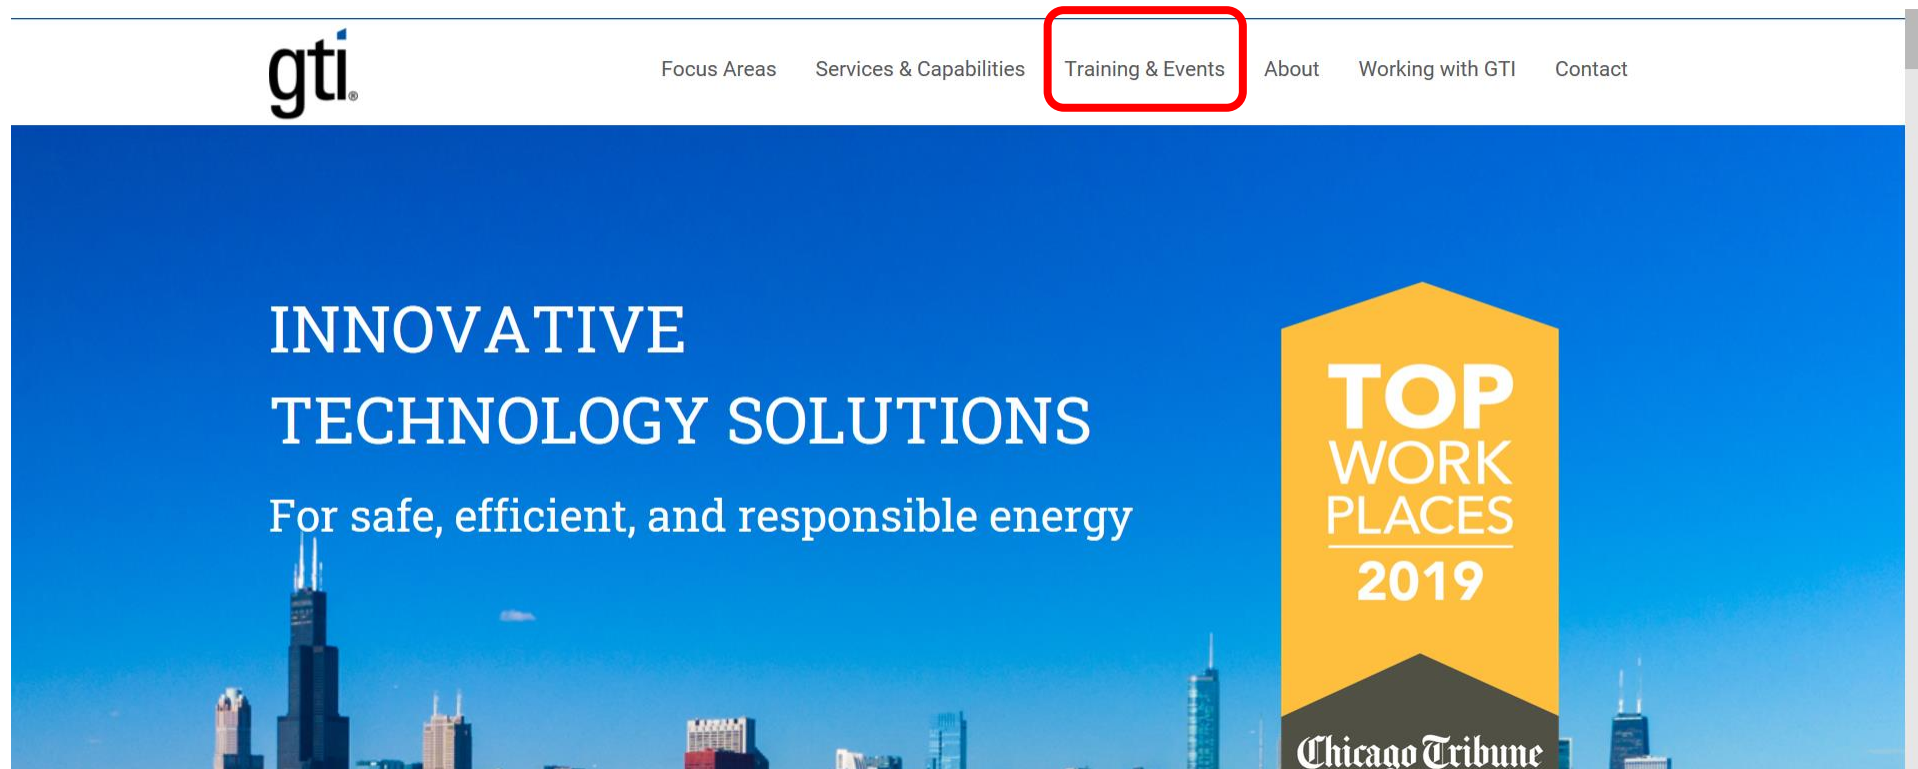 gti®
Focus Areas Services & Capabilities Training & Events About Working with GTI Contact
INNOVATIVE
TECHNOLOGY SOLUTIONS
For safe, efficient, and responsible energy
TOP
WORK
PLACES
2019
Chicago Tribune